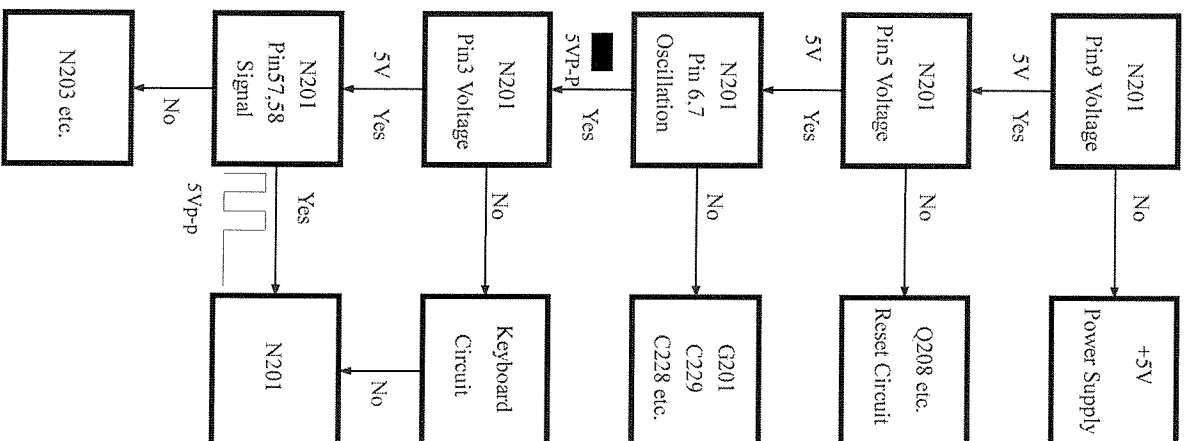 N201
Pin9 Voltage
No
+5V
Power Supply
5V
Yes
N201
Pin5 Voltage
No
Q208 etc.
Reset Circuit
5V
Yes
N201
Pin 6,7
Oscillation
No
G201
C229
C228 etc.
5VP-P
Yes
N201
Pin3 Voltage
No
Keyboard
Circuit
5V
Yes
No
N201
Pin57,58
Signal
Yes
5Vp-p
N201
No
N203 etc.